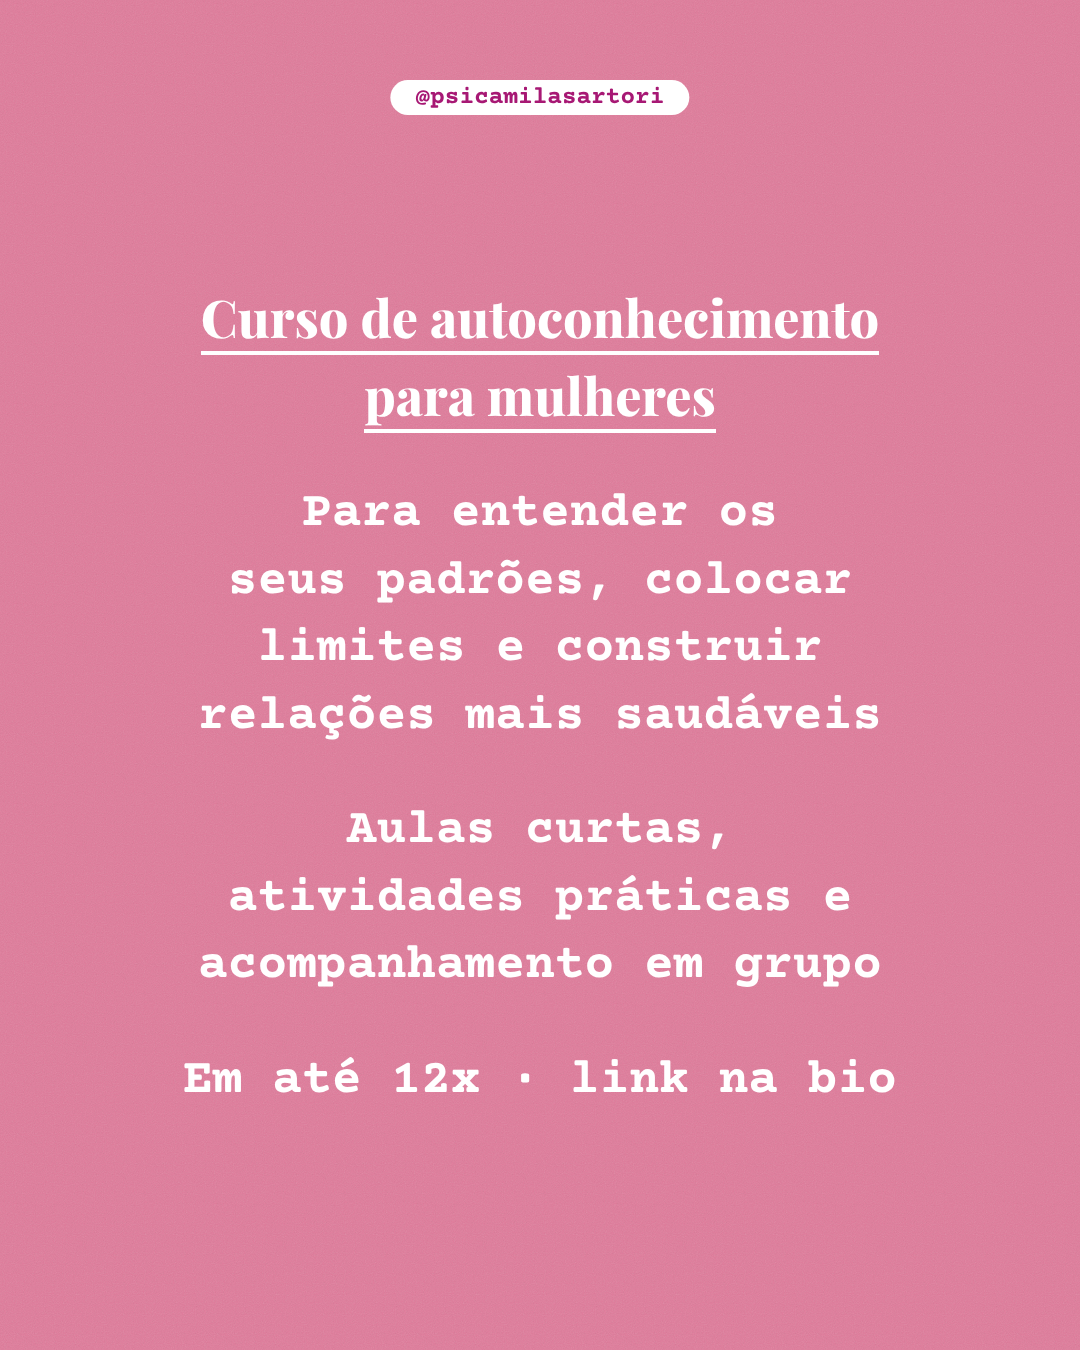 @psicamilasartori
Curso de autoconhecimento
para mulheres
Para entender os
seus padrões, colocar
limites e construir
relações mais saudáveis
Aulas curtas,
atividades práticas e
acompanhamento em grupo
Em até 12x · link na bio